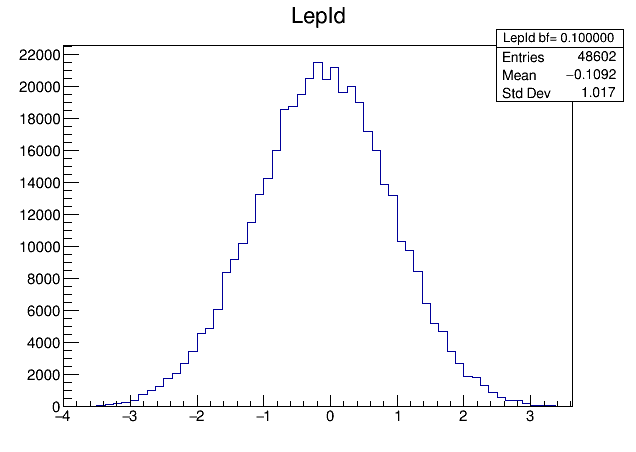 LepId
LepId bf= 0.100000
Entries 48602
Mean −0.1092
Std Dev 1.017
22000
20000
18000
16000
14000
12000
10000
8000
6000
4000
2000
0
−4 −3 −2 −1 0 1 2 3